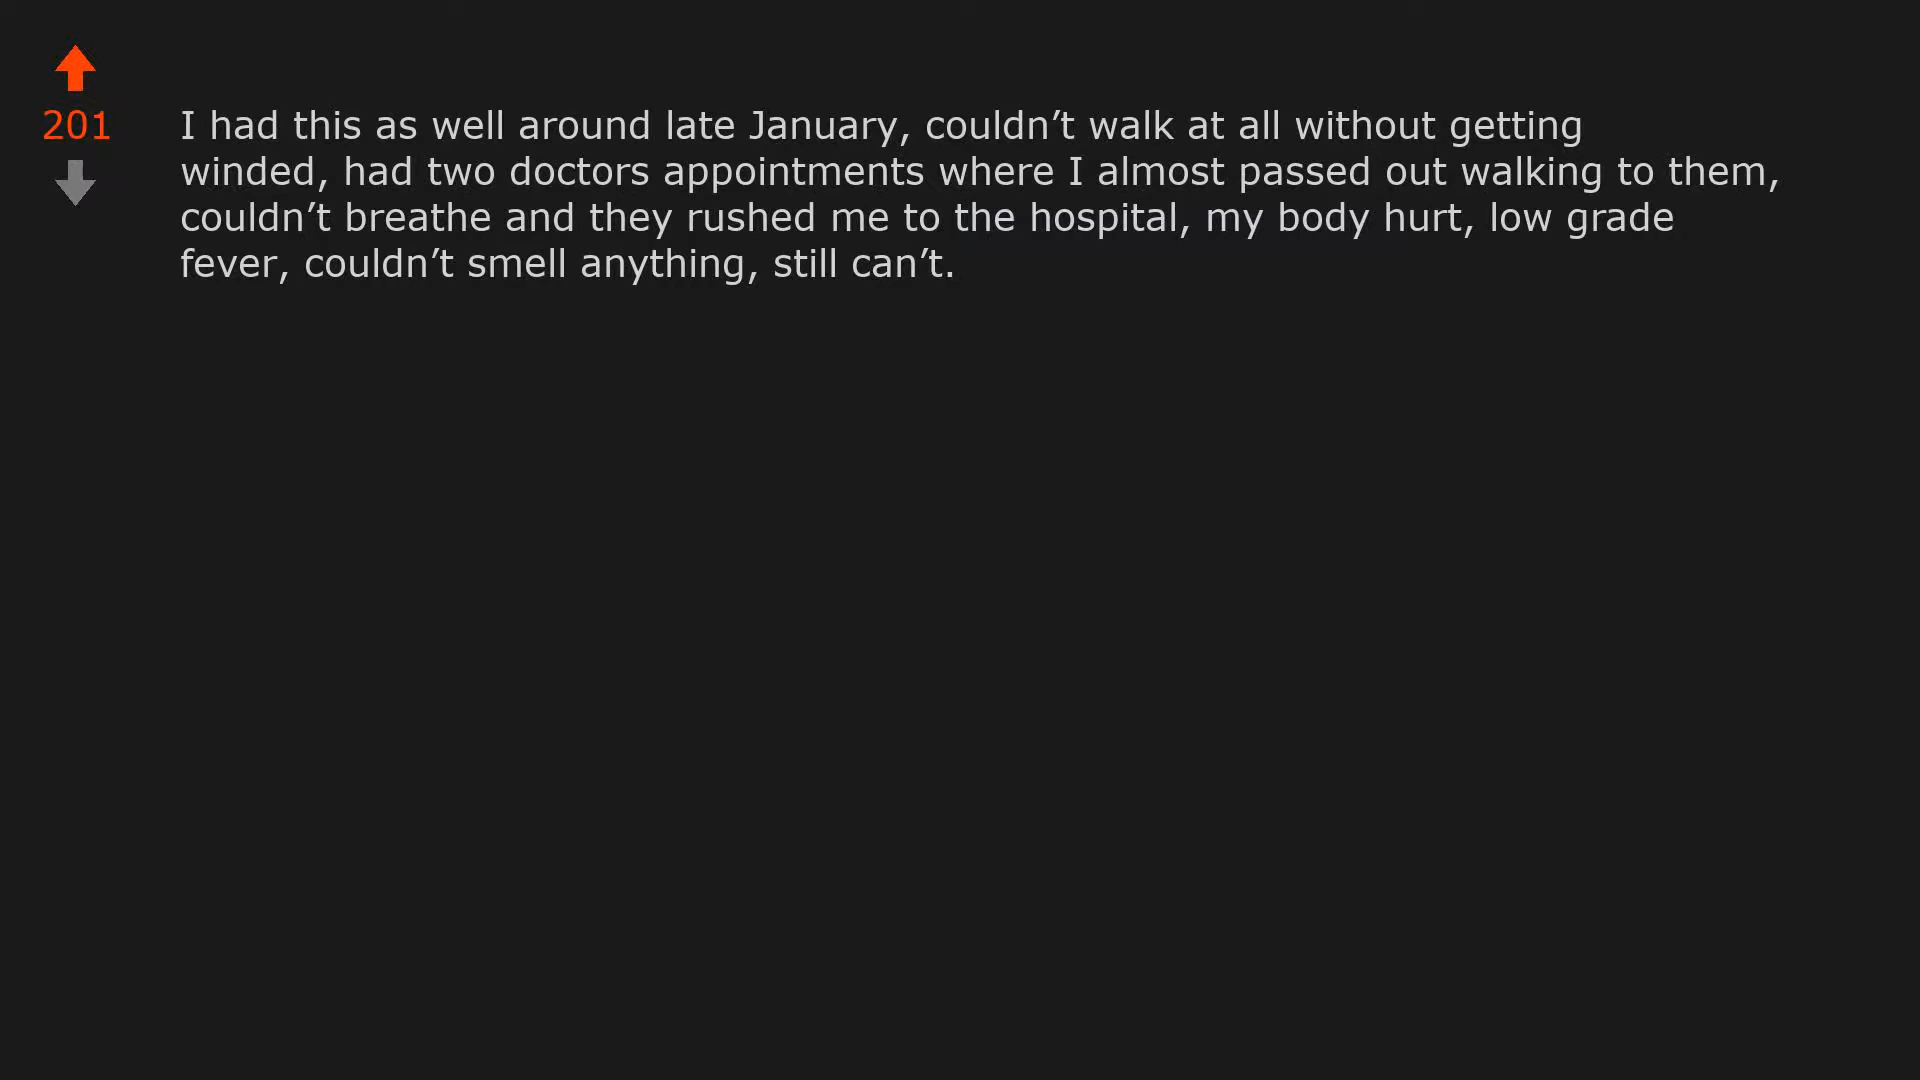 201
I had this as well around late January, couldn’t walk at all without getting
winded, had two doctors appointments where I almost passed out walking to them,
couldn’t breathe and they rushed me to the hospital, my body hurt, low grade
fever, couldn’t smell anything, still can’t.